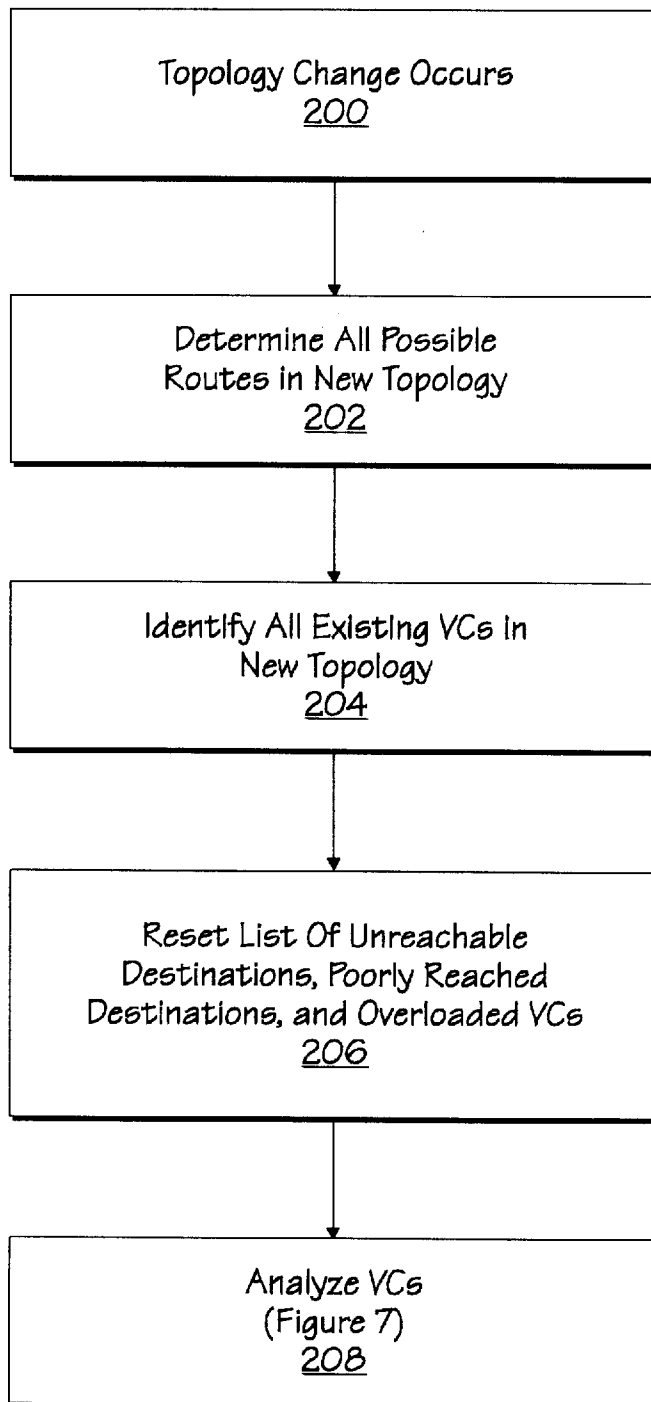 Topology Change Occurs
200
Determine All Possible
Routes in New Topology
202
Identify All Existing VCs in
New Topology
204
Reset List Of Unreachable
Destinations, Poorly Reached
Destinations, and Overloaded VCs
206
Analyze VCs
(Figure 7)
208